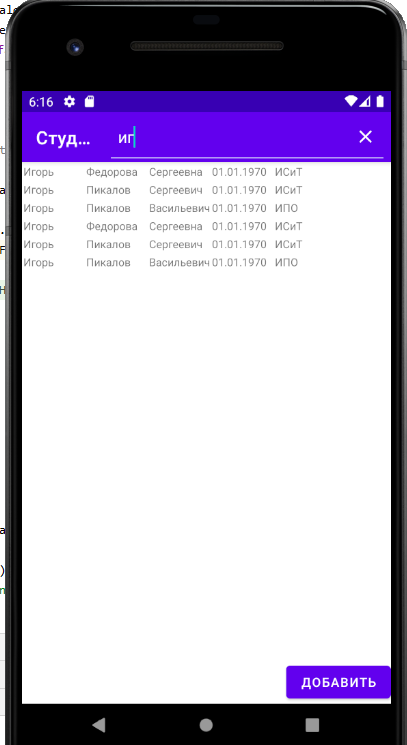 6:16
Студ... иг
Игорь Федорова Сергеевна 01.01.1970 ИСиТ
Игорь Пикалов Сергеевич 01.01.1970 ИСиТ
Игорь Пикалов Васильевич 01.01.1970 ИПО
Игорь Федорова Сергеевна 01.01.1970 ИСиТ
Игорь Пикалов Сергеевич 01.01.1970 ИСиТ
Игорь Пикалов Васильевич 01.01.1970 ИПО
ДОБАВИТЬ